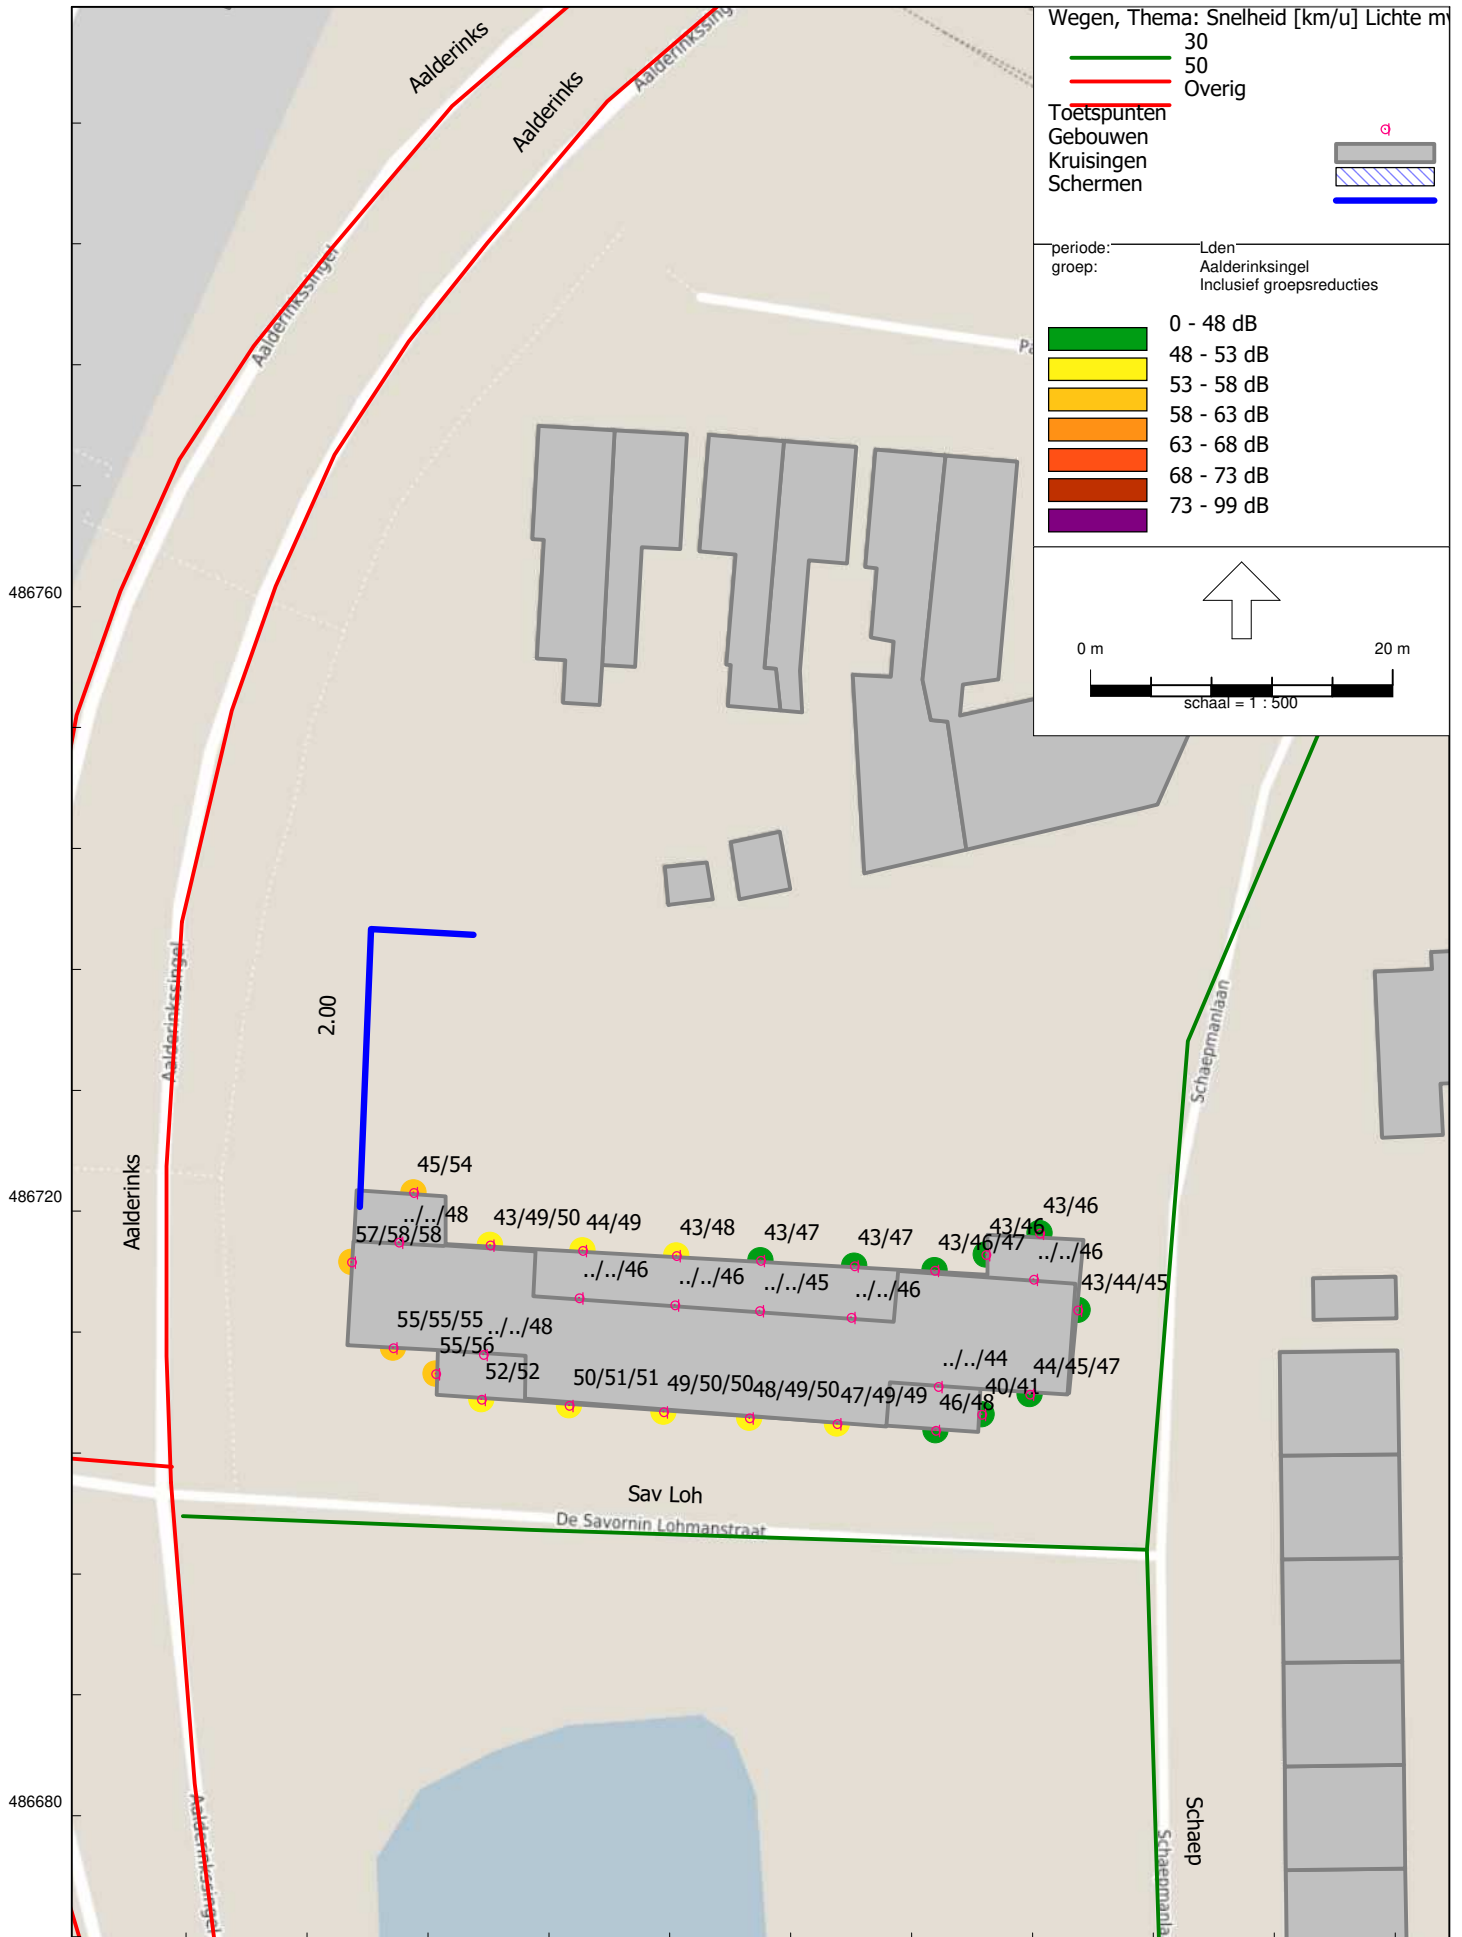 Wegen, Thema: Snelheid [km/u] Lichte mv
30
50
Overig
Toetspunten
Gebouwen
Kruisingen
Schermen
periode: Lden
groep: Aalderinksingel
Inclusief groepsreducties
0 - 48 dB
48 - 53 dB
53 - 58 dB
58 - 63 dB
63 - 68 dB
68 - 73 dB
73 - 99 dB
0 m 20 m
schaal = 1 : 500
Aalderinks
Aalderinkssing
Aalderinks
Aalderinkssingel
Pa
486760
Aalderinkssingel
2.00
Schaepmanlaan
Aalderinks
486720
45/54
../../48
57/58/58
43/49/50
44/49
43/48
43/47
43/47
43/46/47
43/46
43/46
../../46
43/44/45
../../46
../../46
../../45
../../46
55/55/55
../../48
55/56
52/52
50/51/51
49/50/50
48/49/50
47/49/49
../../44
46/48
40/41
44/45/47
Sav Loh
De Savornin Lohmanstraat
486680
Aalderinkssingel
Schaep
Schaepmanla